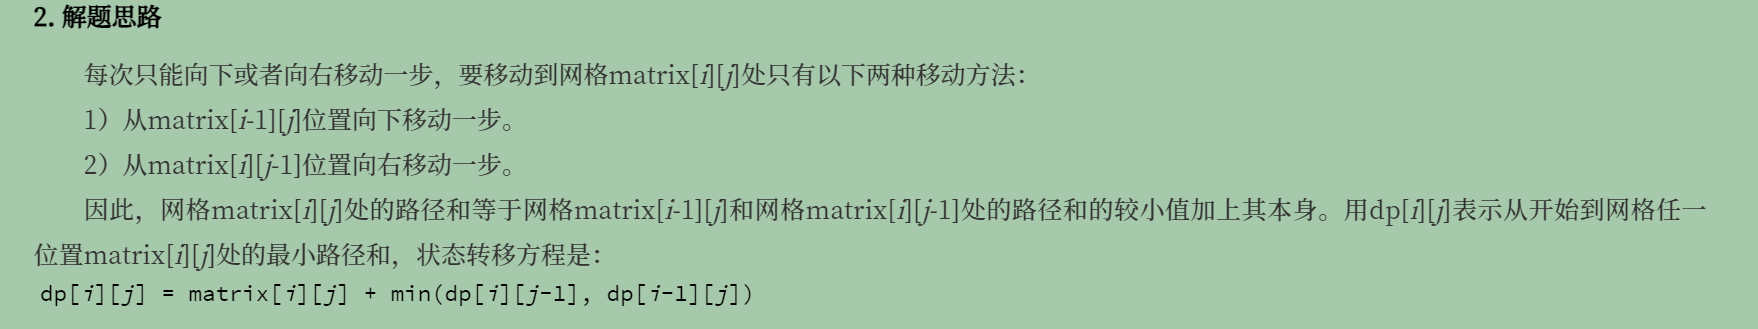 2. 解题思路
每次只能向下或者向右移动一步，要移动到网格matrix[i][j]处只有以下两种移动方法：
1）从matrix[i-1][j]位置向下移动一步。
2）从matrix[i][j-1]位置向右移动一步。
因此，网格matrix[i][j]处的路径和等于网格matrix[i-1][j]和网格matrix[i][j-1]处的路径和的较小值加上其本身。用dp[i][j]表示从开始到网格任一
位置matrix[i][j]处的最小路径和，状态转移方程是：
dp[i][j] = matrix[i][j] + min(dp[i][j-1], dp[i-1][j])